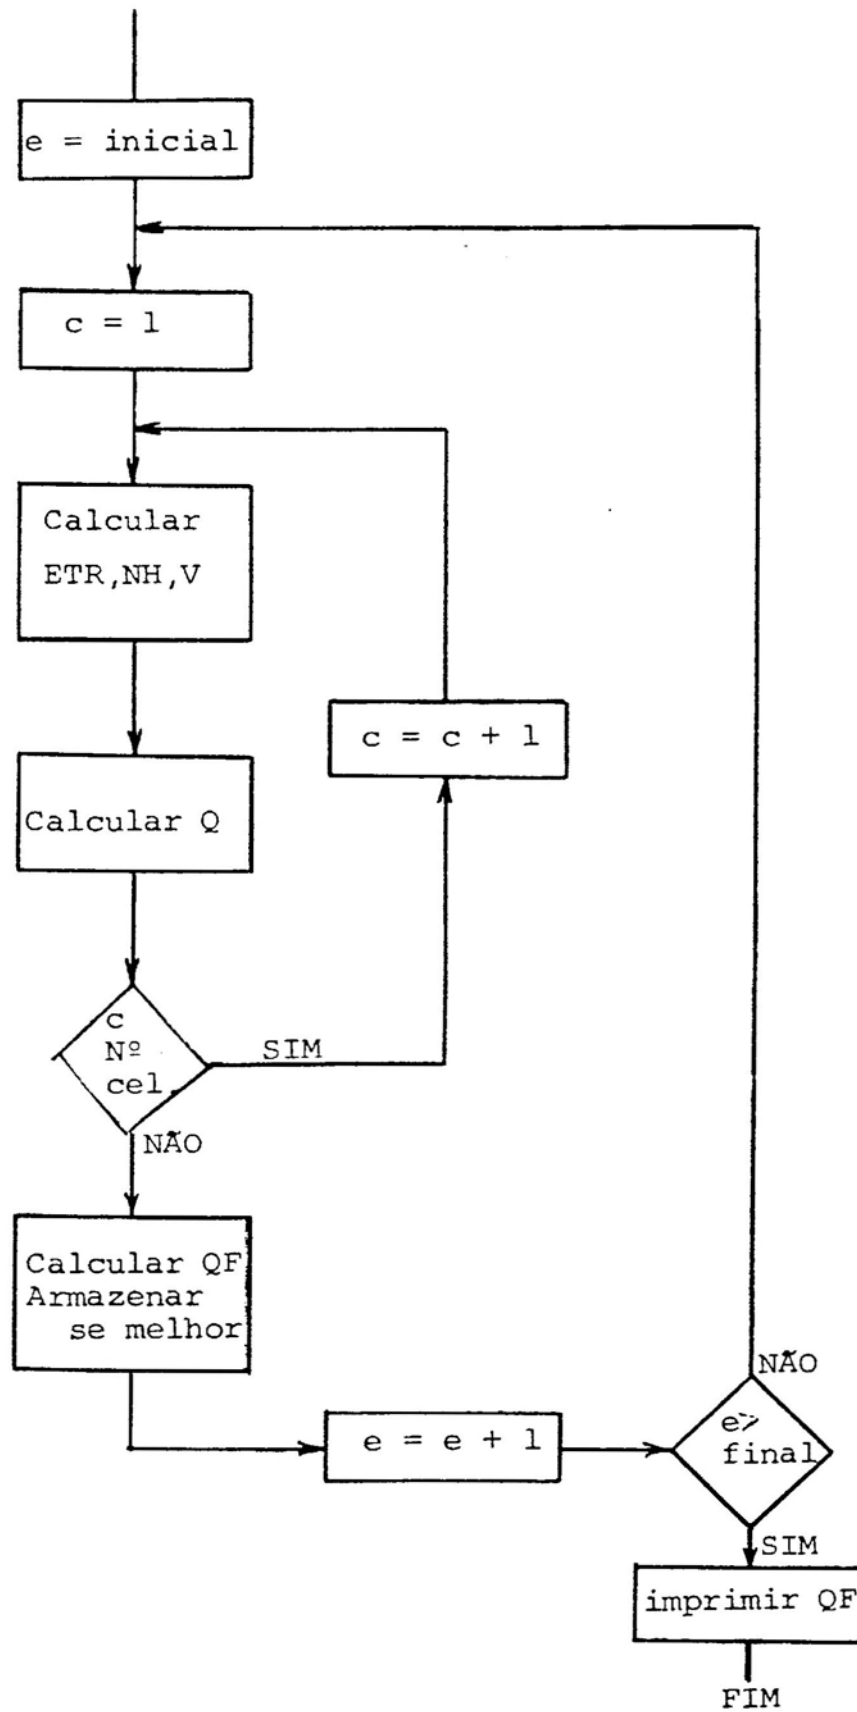 e = inicial
c = 1
Calcular
ETR,NH,V
c = c + 1
Calcular Q
c
Nº
cel.
SIM
NÃO
Calcular QF
Armazenar
se melhor
e = e + 1
e>
final
NÃO
SIM
imprimir QF
FIM